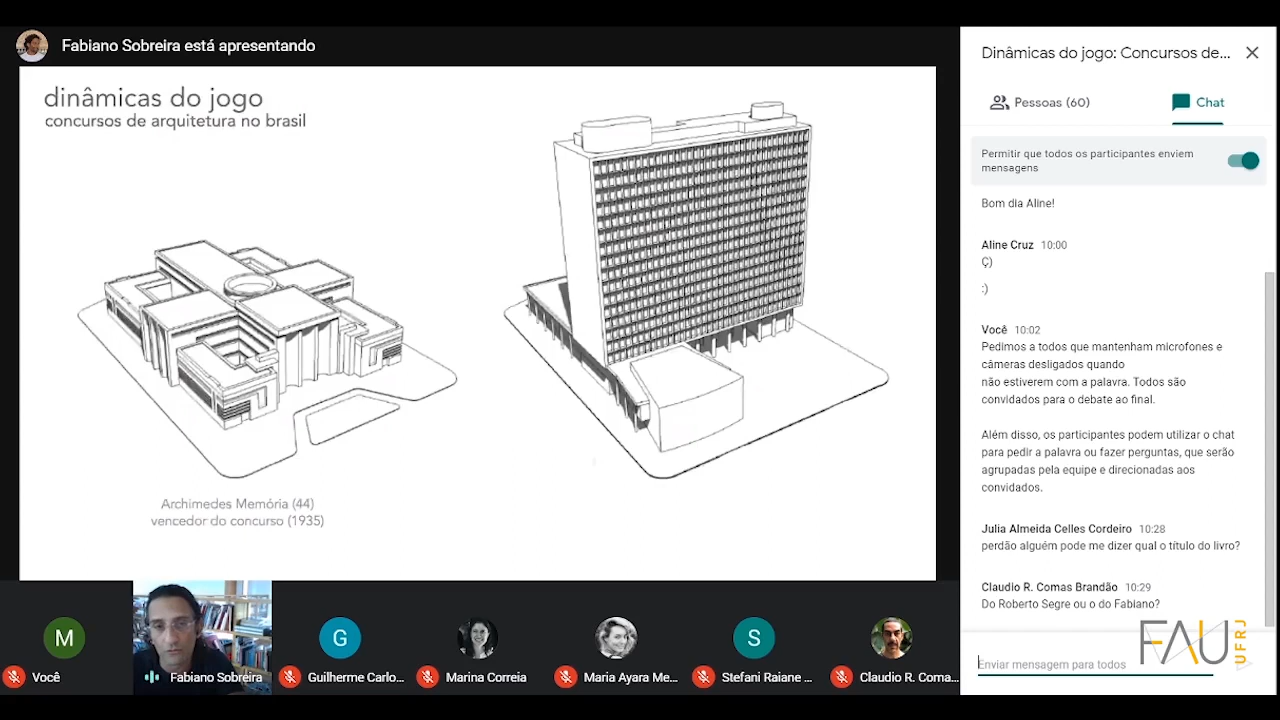 Fabiano Sobreira está apresentando
dinâmicas do jogo
concursos de arquitetura no brasil
Archimedes Memória (44)
vencedor do concurso (1935)
M
Você
Fabiano Sobreira
G
Guilherme Carlo...
Marina Correia
Maria Ayara Me...
S
Stefani Raiane ...
Claudio R. Coma...
Dinâmicas do jogo: Concursos de...
Pessoas (60)
Chat
Permitir que todos os participantes enviem
mensagens
Bom dia Aline!
Aline Cruz 10:00
Ç)
:)
Você 10:02
Pedimos a todos que mantenham microfones e
câmeras desligados quando
não estiverem com a palavra. Todos são
convidados para o debate ao final.
Além disso, os participantes podem utilizar o chat
para pedir a palavra ou fazer perguntas, que serão
agrupadas pela equipe e direcionadas aos
convidados.
Julia Almeida Celles Cordeiro 10:28
perdão alguém pode me dizer qual o título do livro?
Claudio R. Comas Brandão 10:29
Do Roberto Segre ou o do Fabiano?
Enviar mensagem para todos
FAU
UFRJ